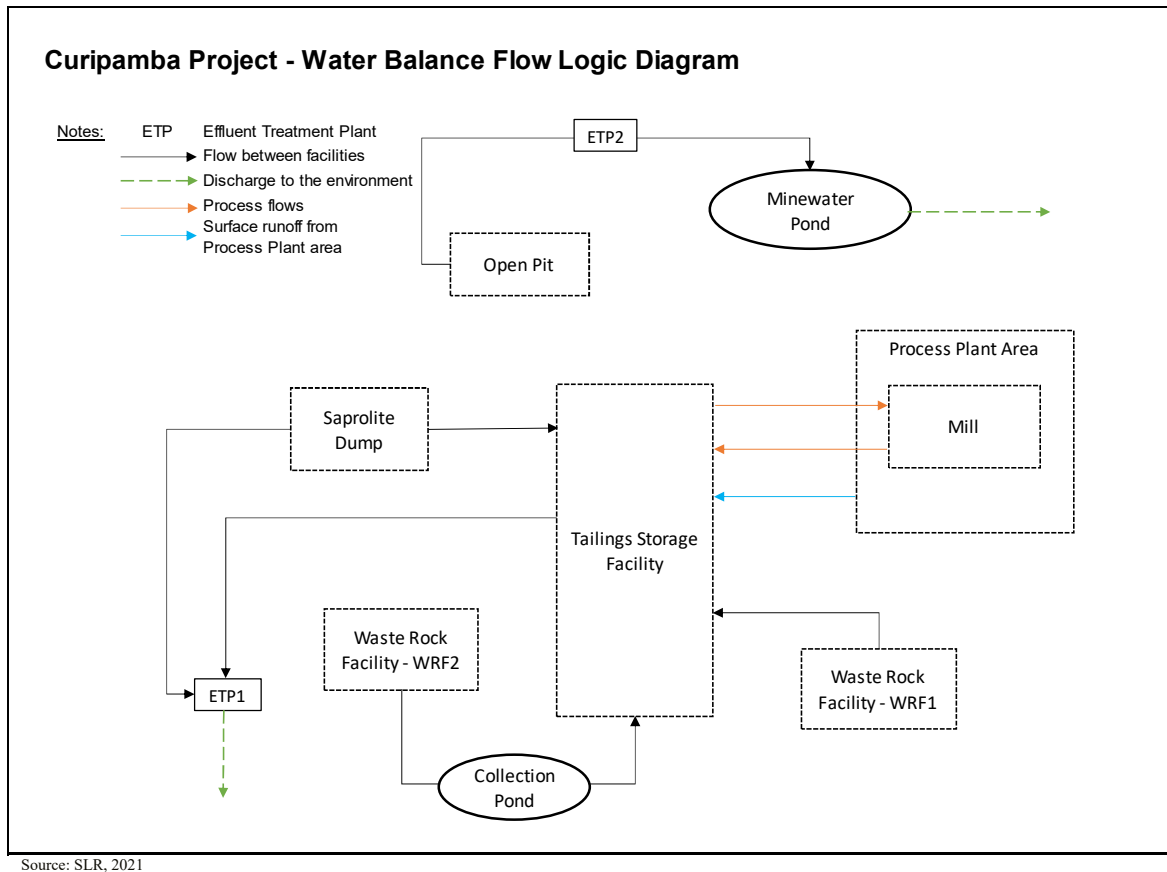 Curipamba Project - Water Balance Flow Logic Diagram
Notes: ETP Effluent Treatment Plant
Flow between facilities
Discharge to the environment
Process flows
Surface runoff from
Process Plant area
ETP2
Minewater
Pond
Open Pit
Process Plant Area
Mill
Saprolite
Dump
Tailings Storage
Facility
Waste Rock
Facility - WRF2
Waste Rock
Facility - WRF1
ETP1
Collection
Pond
Source: SLR, 2021